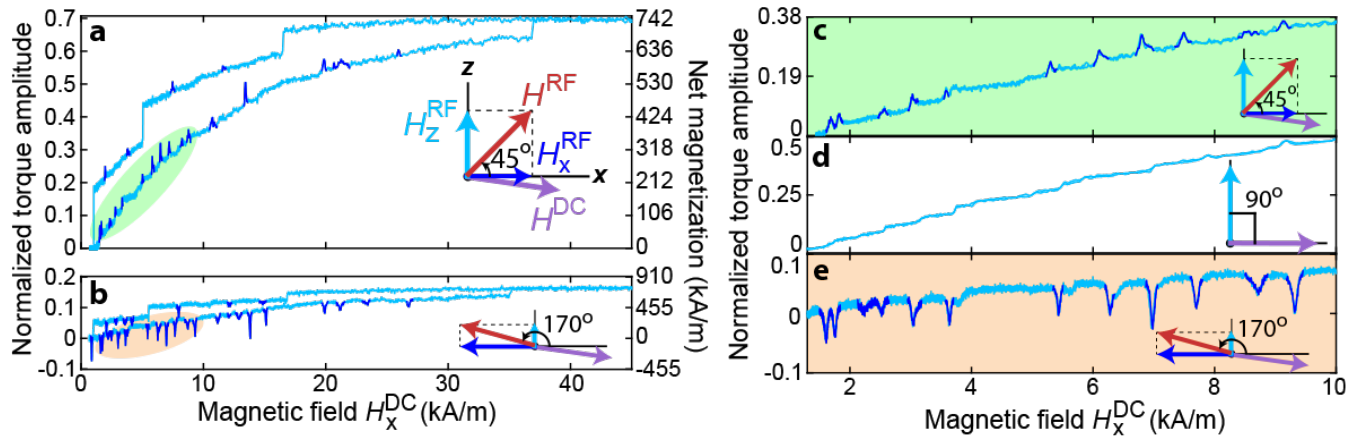 a
Normalized torque amplitude
0.7
0.6
0.5
0.4
0.3
0.2
0.1
0
742
636
530
424
318
212
106
0
Net magnetization (kA/m)
z
H^RF
H_z^RF
45°
H_x^RF
x
H^DC
b
0.2
0.1
0
-0.1
910
455
0
-455
170°
0 10 20 30 40
Magnetic field H_x^DC (kA/m)
c
Normalized torque ampltiude
0.38
0.19
0
45°
d
0.5
0.25
0
90°
e
0.1
0
-0.1
170°
2 4 6 8 10
Magnetic field H_x^DC (kA/m)